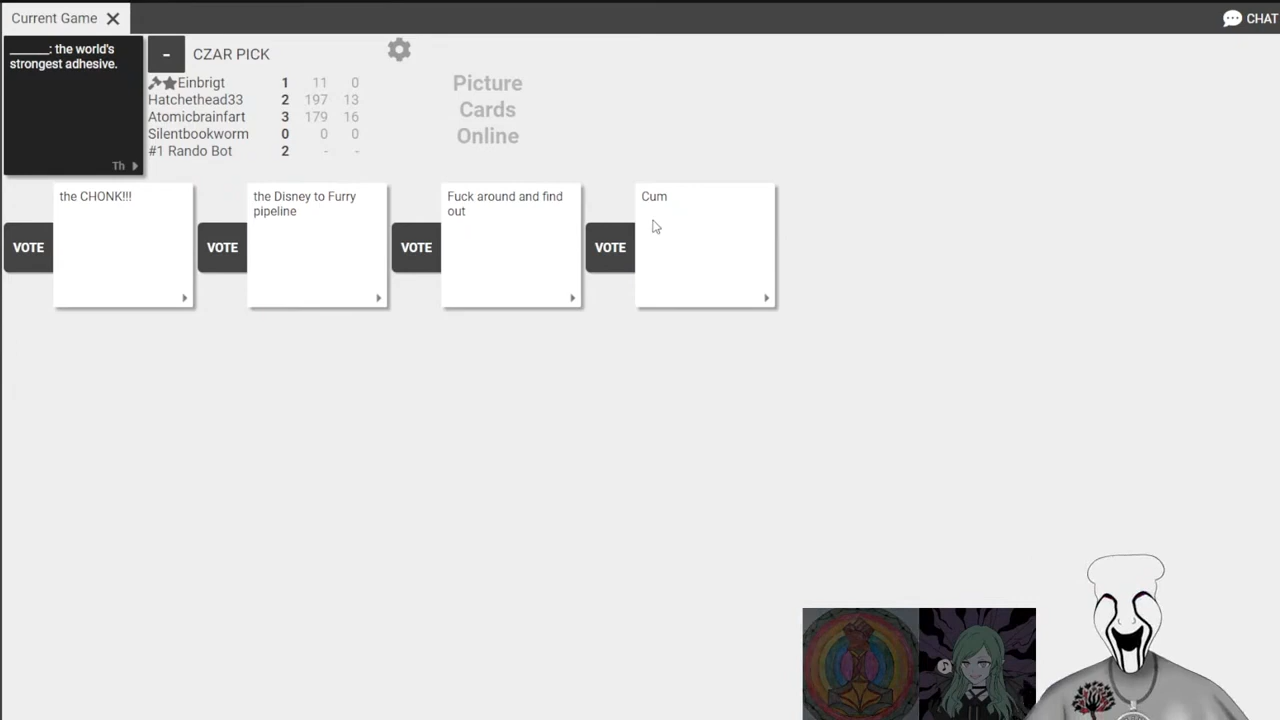 Current Game
CHAT
______: the world's
strongest adhesive.
Th
-
CZAR PICK
Einbrigt 1 11 0
Hatchethead33 2 197 13
Atomicbrainfart 3 179 16
Silentbookworm 0 0 0
#1 Rando Bot 2 - -
Picture
Cards
Online
VOTE
the CHONK!!!
VOTE
the Disney to Furry
pipeline
VOTE
Fuck around and find
out
VOTE
Cum